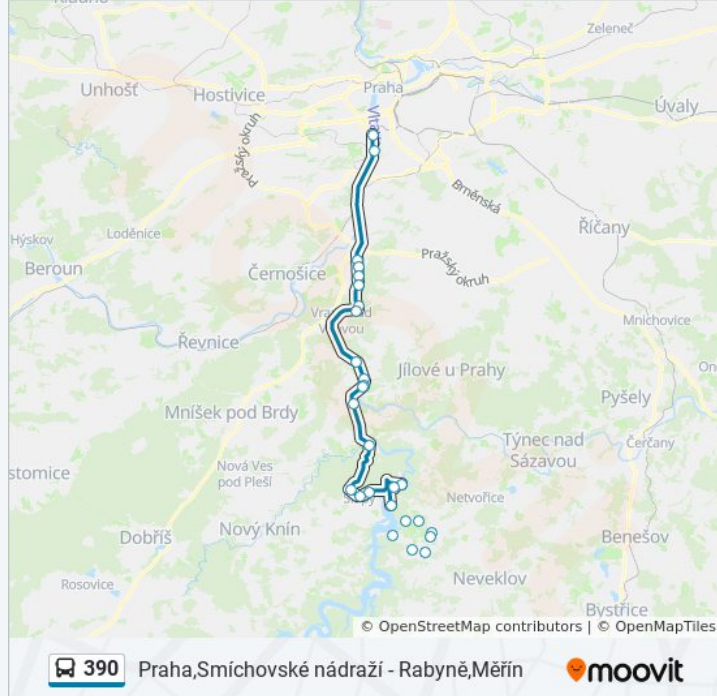 Zeleneč
Praha
Unhošť
Hostivice
Úvaly
Pražský okruh
Brněnská
Říčany
Loděnice
Hýskov
Beroun
Pražský okruh
Černošice
Mnichovice
Řevnice
Jílové u Prahy
Pyšely
Mníšek pod Brdy
Týnec nad
Sázavou
Čerčany
Nová Ves
pod Pleší
Netvořice
Nový Knín
Dobříš
Benešov
Rosovice
Neveklov
Bystřice
© OpenStreetMap contributors | © OpenMapTiles
390 Praha,Smíchovské nádraží - Rabyně,Měřín
moovit